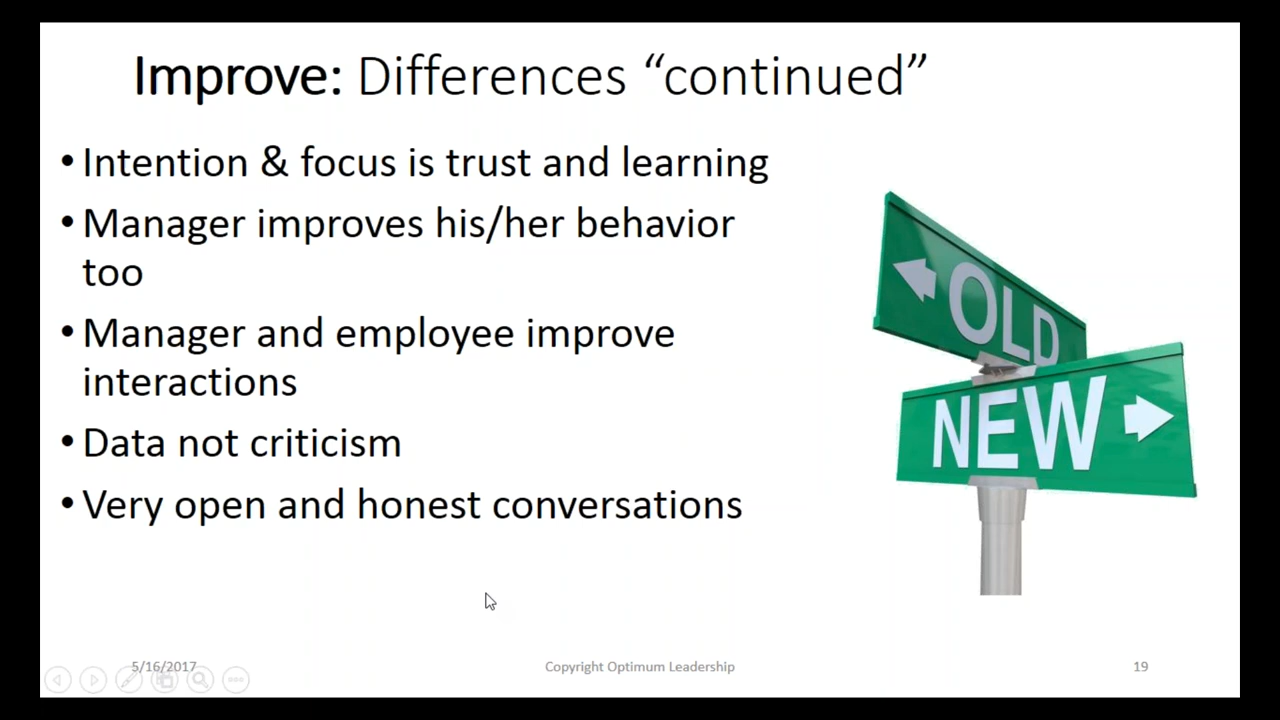 Improve: Differences “continued”
• Intention & focus is trust and learning
• Manager improves his/her behavior
too
• Manager and employee improve
interactions
• Data not criticism
• Very open and honest conversations
OLD
NEW
5/16/2017
Copyright Optimum Leadership
19